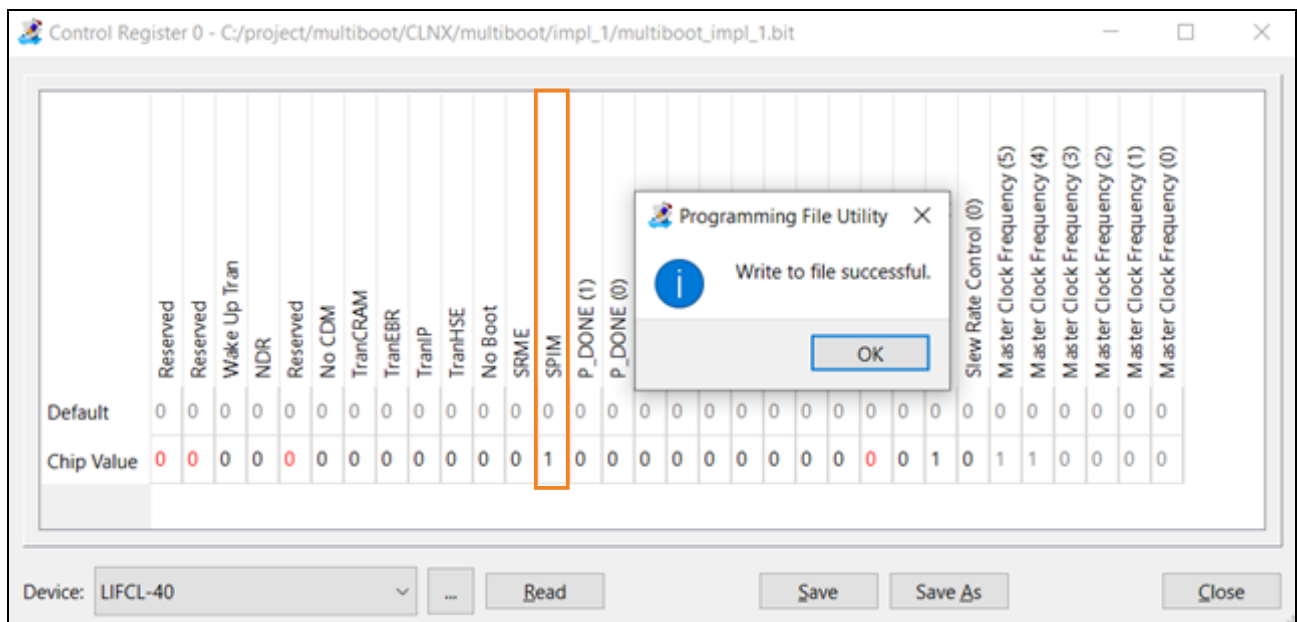 Control Register 0 - C:/project/multiboot/CLNX/multiboot/impl_1/multiboot_impl_1.bit
Reserved
Reserved
Wake Up Tran
NDR
Reserved
No CDM
TranCRAM
TranEBR
TranIP
TranHSE
No Boot
SRME
SPIM
P_DONE (1)
P_DONE (0)
Programming File Utility
Write to file successful.
OK
Slew Rate Control (0)
Master Clock Frequency (5)
Master Clock Frequency (4)
Master Clock Frequency (3)
Master Clock Frequency (2)
Master Clock Frequency (1)
Master Clock Frequency (0)
Default 0 0 0 0 0 0 0 0 0 0 0 0 0 0 0 0 0 0 0 0 0 0 0 0 0 0 0 0 0 0 0 0
Chip Value 0 0 0 0 0 0 0 0 0 0 0 0 1 0 0 0 0 0 0 0 0 0 0 0 1 0 1 1 0 0 0 0
Device: LIFCL-40 ... Read Save Save As Close